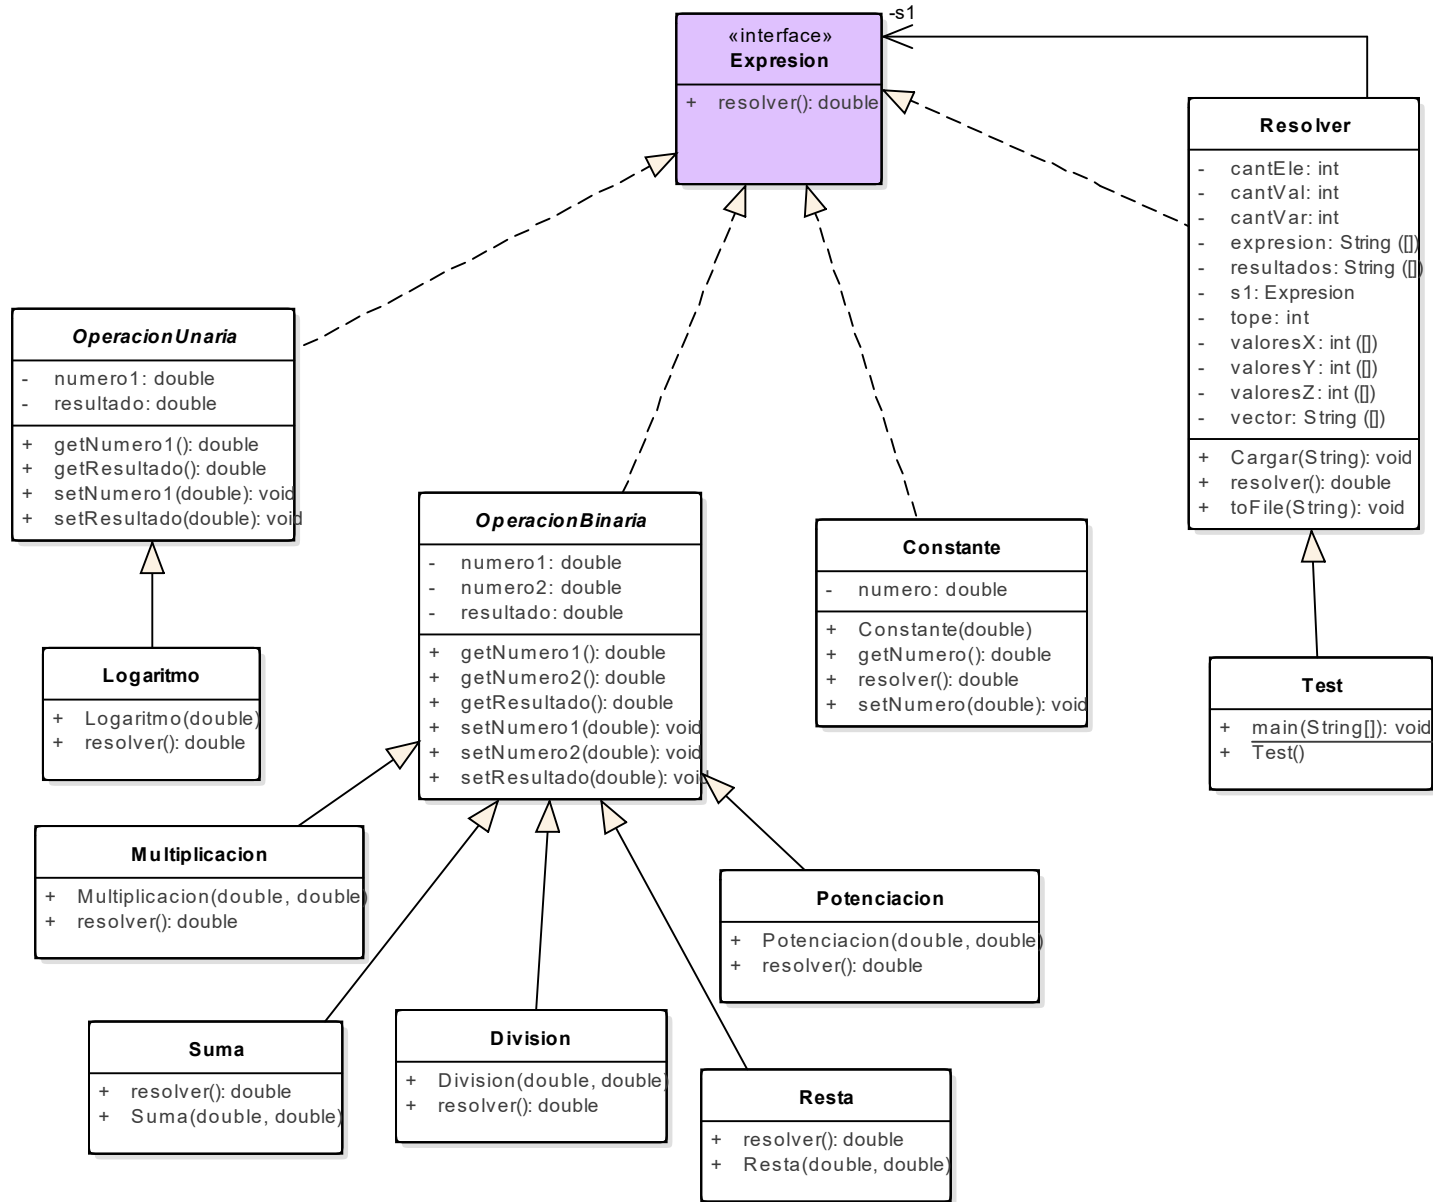 -s1
«interface»
Expresion
+ resolver(): double
Resolver
- cantEle: int
- cantVal: int
- cantVar: int
- expresion: String ([])
- resultados: String ([])
- s1: Expresion
- tope: int
- valoresX: int ([])
- valoresY: int ([])
- valoresZ: int ([])
- vector: String ([])
+ Cargar(String): void
+ resolver(): double
+ toFile(String): void
OperacionUnaria
- numero1: double
- resultado: double
+ getNumero1(): double
+ getResultado(): double
+ setNumero1(double): void
+ setResultado(double): void
OperacionBinaria
- numero1: double
- numero2: double
- resultado: double
+ getNumero1(): double
+ getNumero2(): double
+ getResultado(): double
+ setNumero1(double): void
+ setNumero2(double): void
+ setResultado(double): void
Constante
- numero: double
+ Constante(double)
+ getNumero(): double
+ resolver(): double
+ setNumero(double): void
Logaritmo
+ Logaritmo(double)
+ resolver(): double
Test
+ main(String[]): void
+ Test()
Multiplicacion
+ Multiplicacion(double, double)
+ resolver(): double
Potenciacion
+ Potenciacion(double, double)
+ resolver(): double
Suma
+ resolver(): double
+ Suma(double, double)
Division
+ Division(double, double)
+ resolver(): double
Resta
+ resolver(): double
+ Resta(double, double)